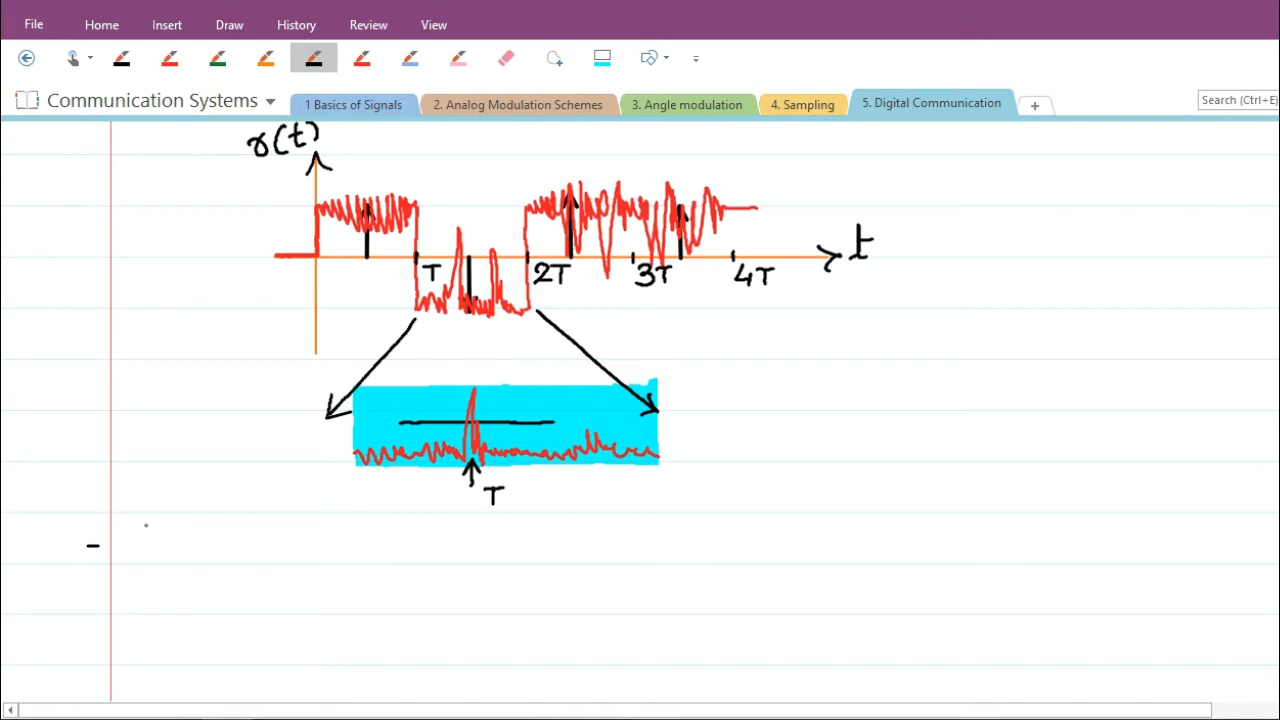 File Home Insert Draw History Review View
Communication Systems 1 Basics of Signals 2. Analog Modulation Schemes 3. Angle modulation 4. Sampling 5. Digital Communication + Search (Ctrl+E)
r(t)
t
T 2T 3T 4T
T
-